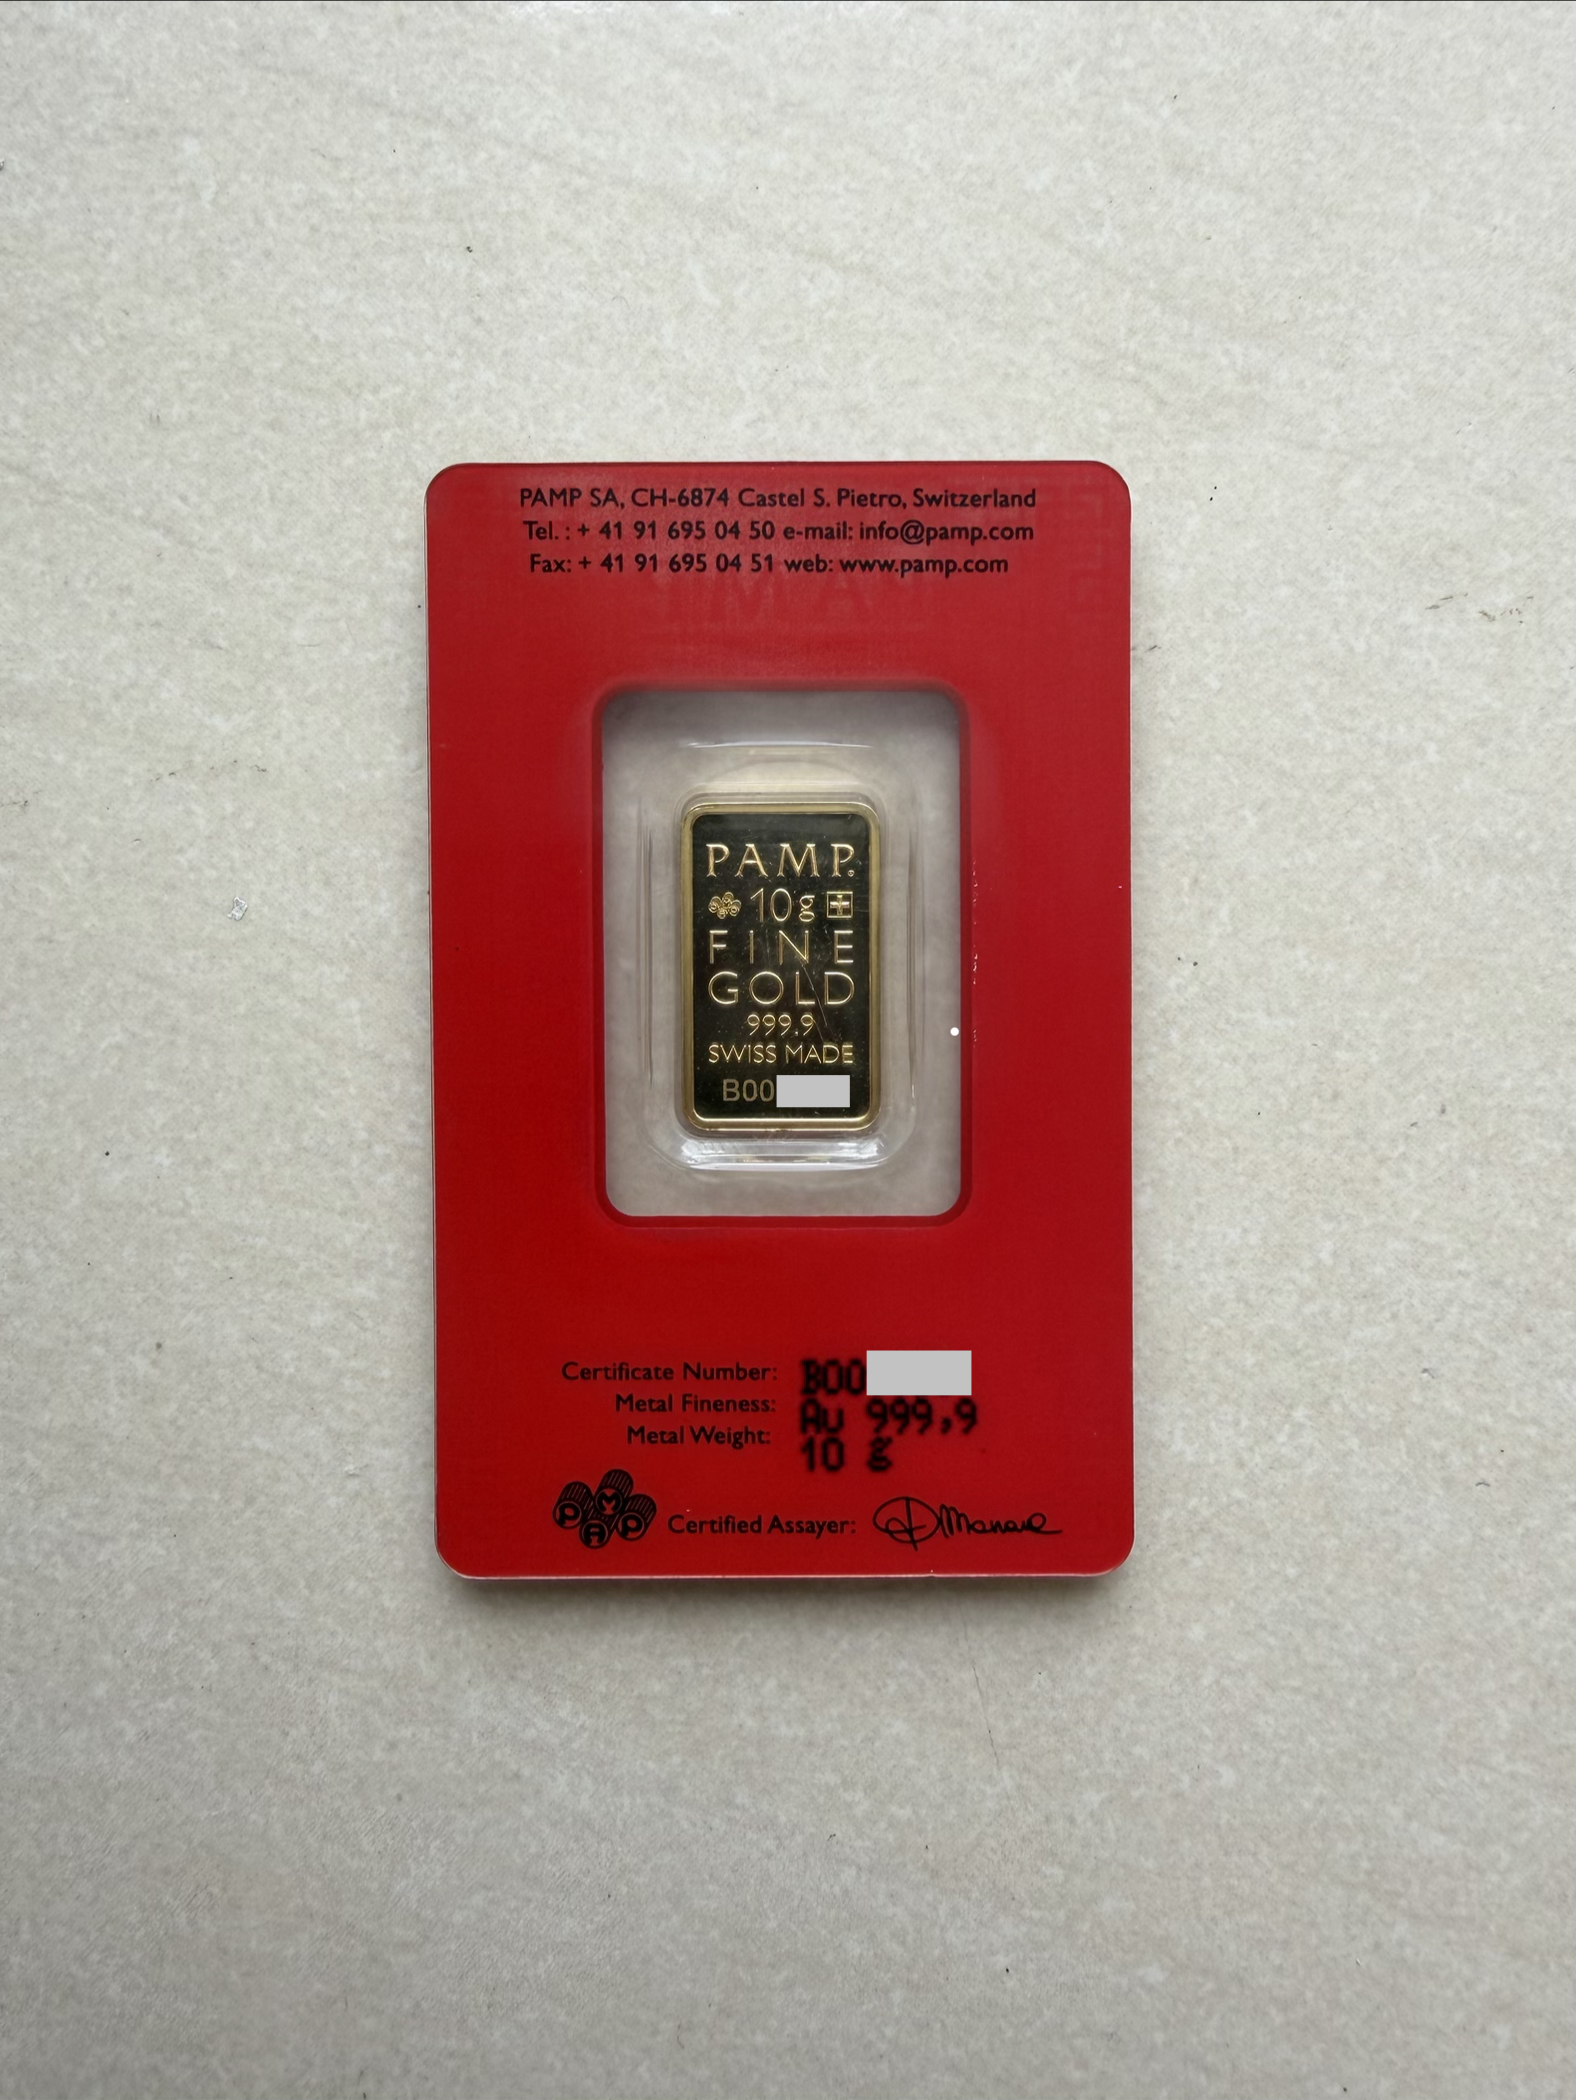 PAMP SA, CH-6874 Castel S. Pietro, Switzerland
Tel. : + 41 91 695 04 50 e-mail: info@pamp.com
Fax: + 41 91 695 04 51 web: www.pamp.com
PAMP
10g
FINE
GOLD
999.9
SWISS MADE
B00
Certificate Number: B00
Metal Fineness: Au 999,9
Metal Weight: 10 g
PAMP Certified Assayer: